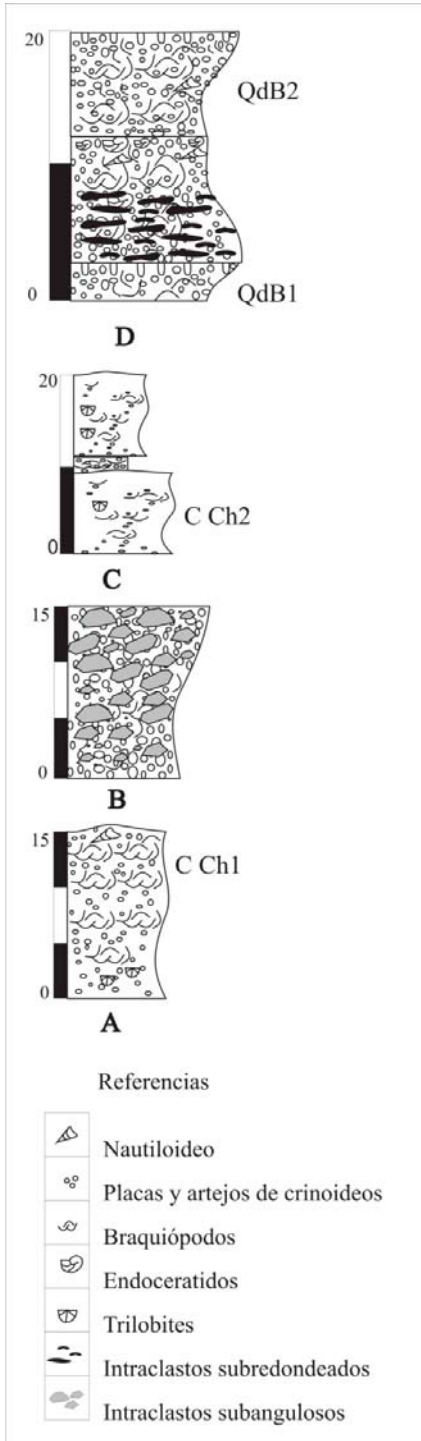 20
QdB2
0
QdB1
D
20
C Ch2
0
C
15
0
B
15
C Ch1
0
A
Referencias
Nautiloideo
Placas y artejos de crinoideos
Braquiópodos
Endoceratidos
Trilobites
Intraclastos subredondeados
Intraclastos subangulosos